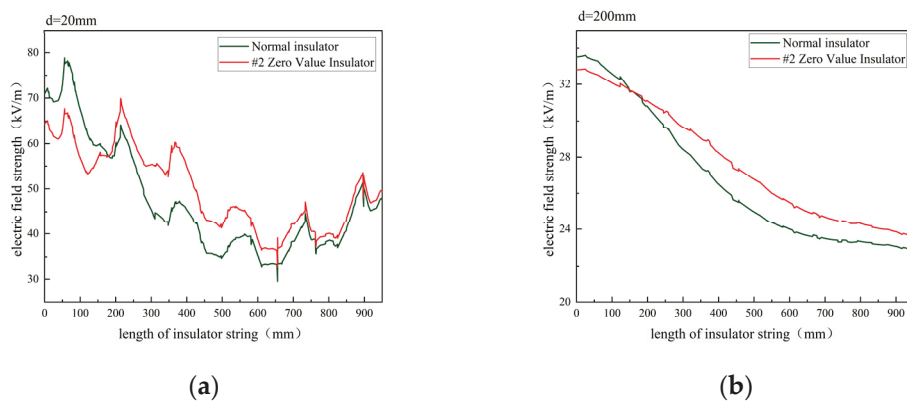 d=20mm
80
70
60
50
40
30
electric field strength（kV/m）
Normal insulator
#2 Zero Value Insulator
0 100 200 300 400 500 600 700 800 900
length of insulator string（mm）
(a)
d=200mm
32
28
24
20
electric field strength（kV/m）
Normal insulator
#2 Zero Value Insulator
0 100 200 300 400 500 600 700 800 900
length of insulator string（mm）
(b)